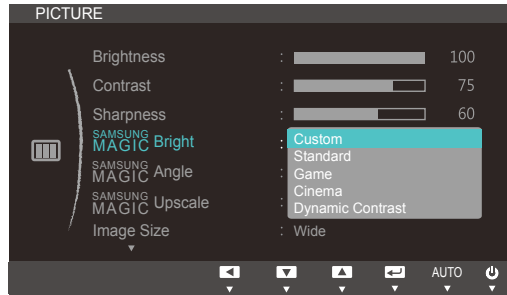 PICTURE
Brightness : 100
Contrast : 75
Sharpness : 60
SAMSUNG MAGIC Bright :
Custom
Standard
Game
Cinema
Dynamic Contrast
SAMSUNG MAGIC Angle :
SAMSUNG MAGIC Upscale :
Image Size : Wide
AUTO